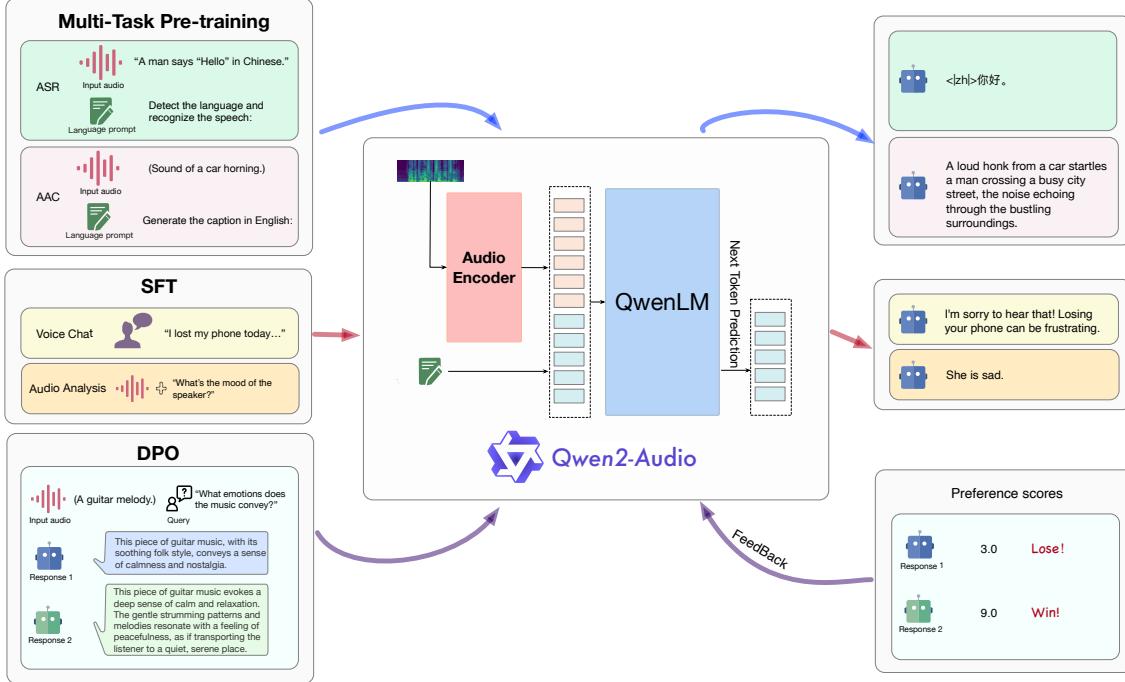 Multi-Task Pre-training
ASR
Input audio
“A man says “Hello” in Chinese.”
Language prompt
Detect the language and
recognize the speech:
AAC
Input audio
(Sound of a car horning.)
Language prompt
Generate the caption in English:
SFT
Voice Chat
“I lost my phone today…”
Audio Analysis
“What’s the mood of the
speaker?”
DPO
Input audio
(A guitar melody.)
Query
“What emotions does
the music convey?”
Response 1
This piece of guitar music, with its
soothing folk style, conveys a sense
of calmness and nostalgia.
Response 2
This piece of guitar music evokes a
deep sense of calm and relaxation.
The gentle strumming patterns and
melodies resonate with a feeling of
peacefulness, as if transporting the
listener to a quiet, serene place.
Audio
Encoder
QwenLM
Next Token
Prediction
Qwen2-Audio
<|zh|>你好。
A loud honk from a car startles
a man crossing a busy city
street, the noise echoing
through the bustling
surroundings.
I'm sorry to hear that! Losing
your phone can be frustrating.
She is sad.
FeedBack
Preference scores
Response 1
3.0
Lose!
Response 2
9.0
Win!